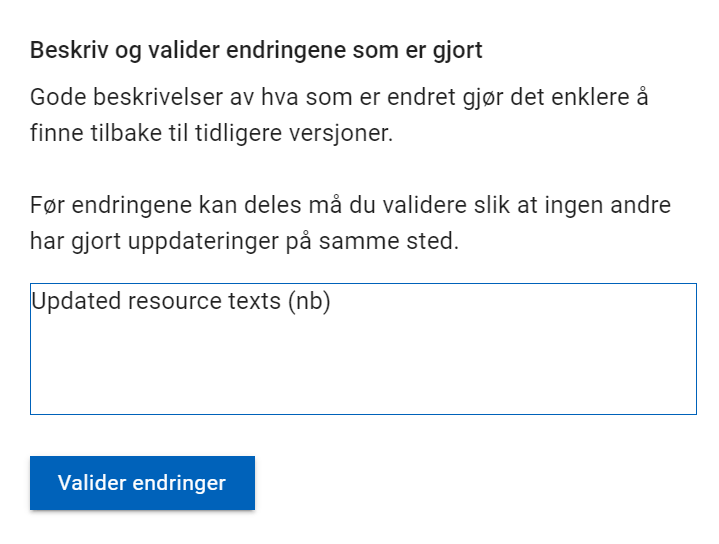 Beskriv og valider endringene som er gjort
Gode beskrivelser av hva som er endret gjør det enklere å
finne tilbake til tidligere versjoner.
Før endringene kan deles må du validere slik at ingen andre
har gjort uppdateringer på samme sted.
Updated resource texts (nb)
Valider endringer